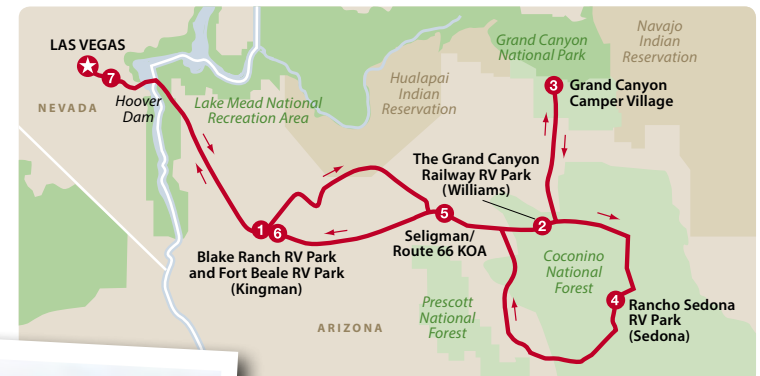 LAS VEGAS
7
NEVADA
Hoover
Dam
Lake Mead National
Recreation Area
Hualapai
Indian
Reservation
Grand Canyon
National Park
Navajo
Indian
Reservation
3
Grand Canyon
Camper Village
The Grand Canyon
Railway RV Park
(Williams)
2
5
Seligman/
Route 66 KOA
1
6
Blake Ranch RV Park
and Fort Beale RV Park
(Kingman)
Coconino
National
Forest
4
Rancho Sedona
RV Park
(Sedona)
Prescott
National
Forest
ARIZONA